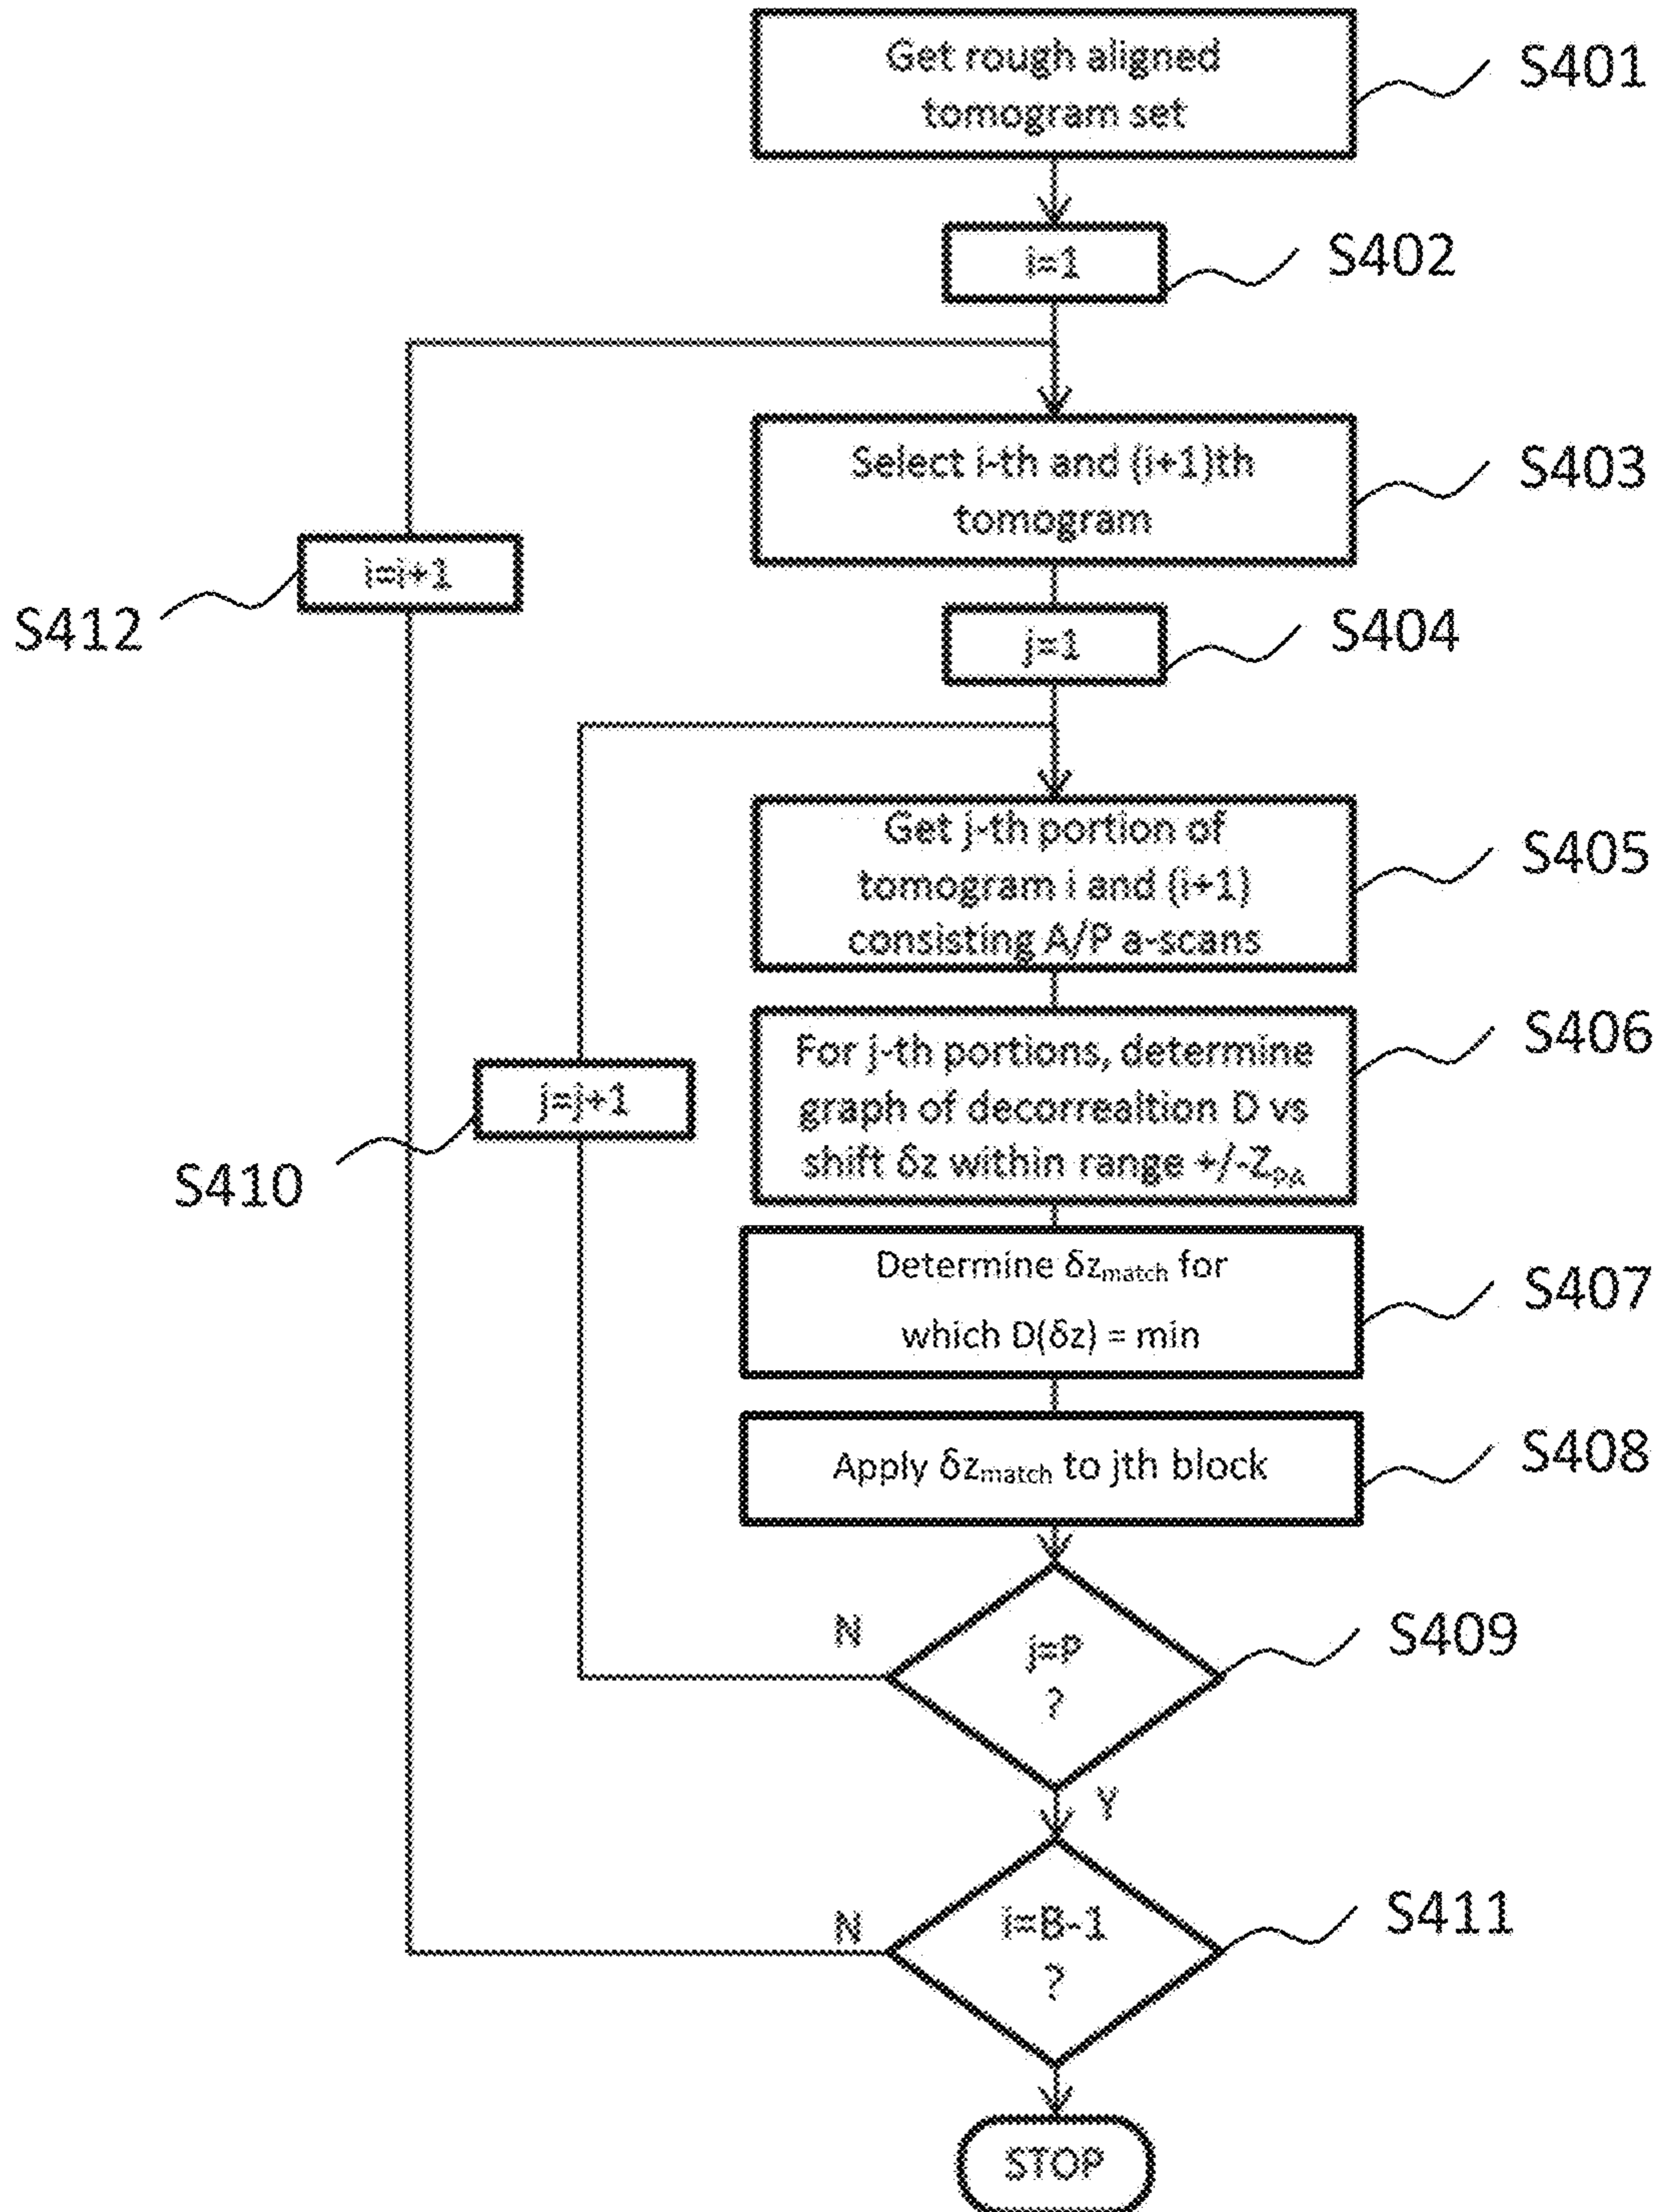 Get rough aligned
tomogram set
S401
i=1
S402
Select i-th and (i+1)th
tomogram
S403
i=i+1
S412
j=1
S404
Get j-th portion of
tomogram i and (i+1)
consisting A/P a-scans
S405
For j-th portions, determine
graph of decorrealtion D vs
shift δz within range +/-Z_PA
S406
j=j+1
S410
Determine δz_match for
which D(δz) = min
S407
Apply δz_match to jth block
S408
N
j=P
?
S409
Y
N
i=B-1
?
S411
STOP